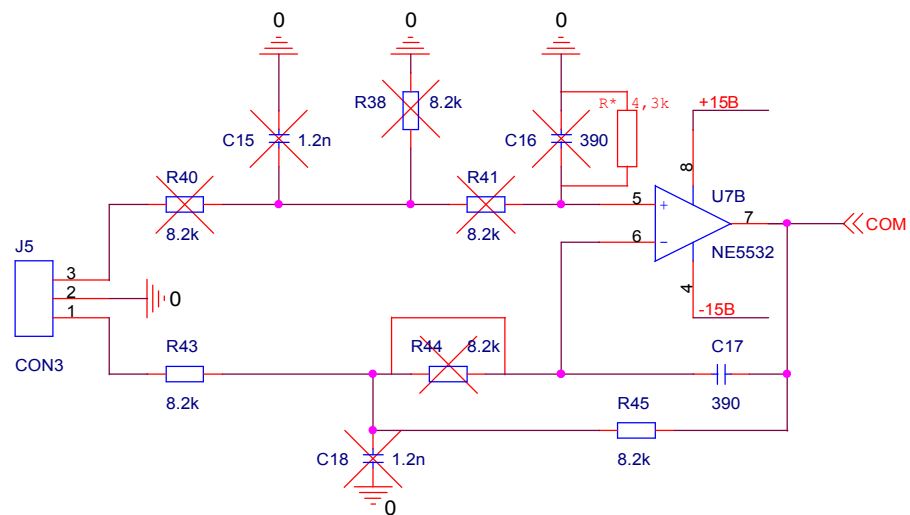 0 0 0
R38 8.2k
R* 4,3k
+15В
C15 1.2n
C16 390
8
R40
R41
U7B
5
7
8.2k
8.2k
6
NE5532
COM
J5
3
2
1
0
4
-15В
CON3
R43
8.2k
R44 8.2k
C17
390
R45
8.2k
C18 1.2n
0